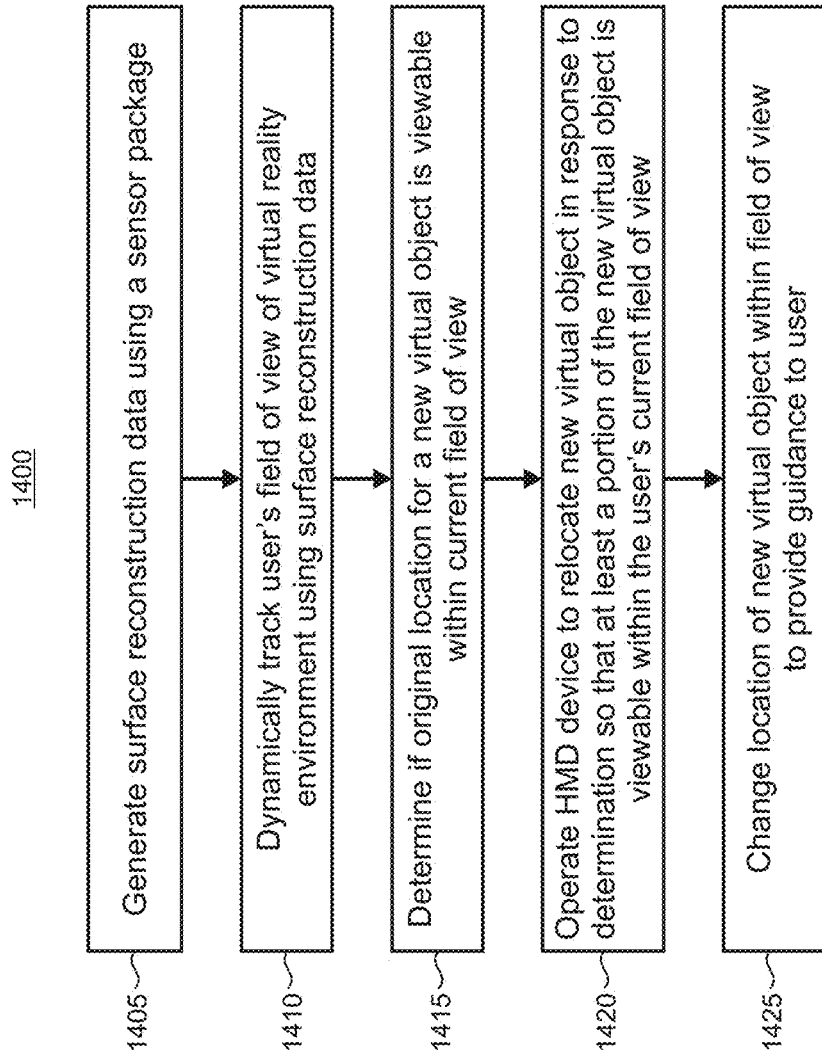 1400
1405
Generate surface reconstruction data using a sensor package
1410
Dynamically track user's field of view of virtual reality
environment using surface reconstruction data
1415
Determine if original location for a new virtual object is viewable
within current field of view
1420
Operate HMD device to relocate new virtual object in response to
determination so that at least a portion of the new virtual object is
viewable within the user's current field of view
1425
Change location of new virtual object within field of view
to provide guidance to user